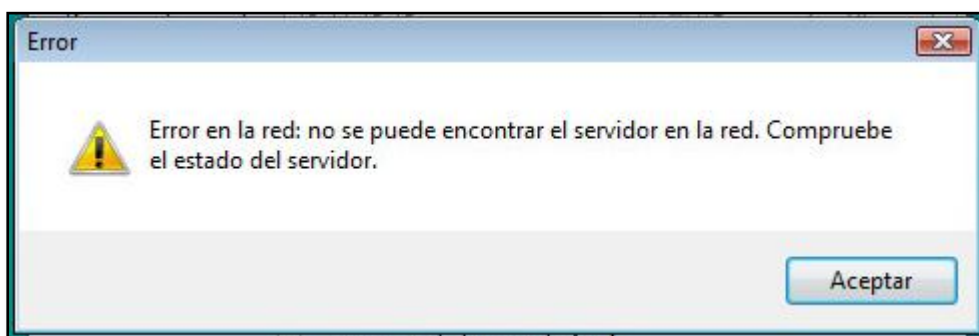 Error
Error en la red: no se puede encontrar el servidor en la red. Compruebe
el estado del servidor.
Aceptar